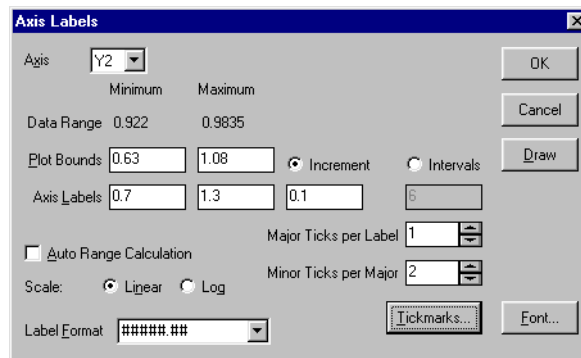 Axis Labels
Axis Y2 OK
Minimum Maximum
Cancel
Data Range 0.922 0.9835
Plot Bounds 0.63 1.08 Increment Intervals Draw
Axis Labels 0.7 1.3 0.1 6
Major Ticks per Label 1
Auto Range Calculation
Minor Ticks per Major 2
Scale: Linear Log
Label Format #####.## Tickmarks... Font...